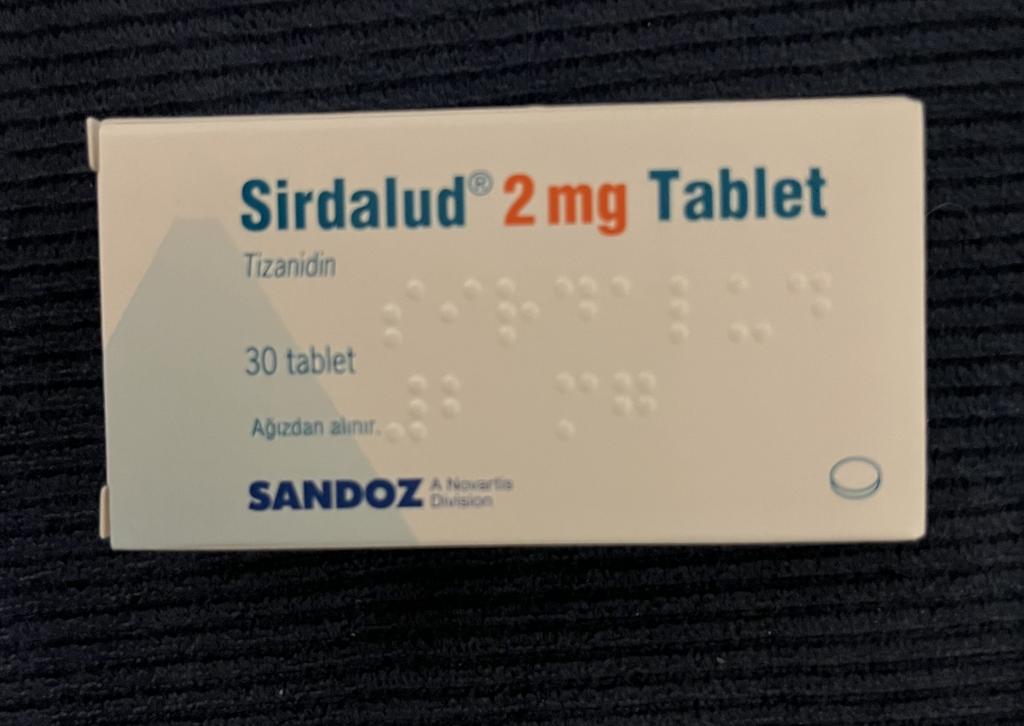 Sirdalud® 2 mg Tablet
Tizanidin
30 tablet
Ağızdan alınır.
SANDOZ A Novartis
Division